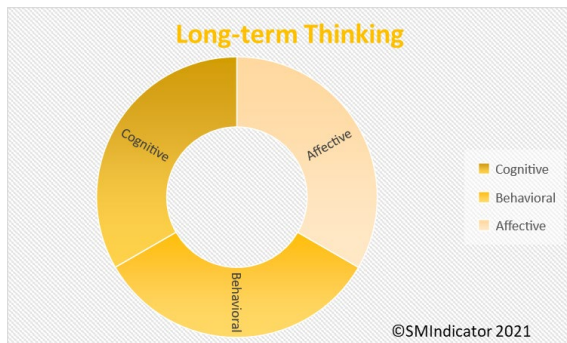 Long-term Thinking
Cognitive
Affective
Behavioral
Cognitive
Behavioral
Affective
©SMIndicator 2021